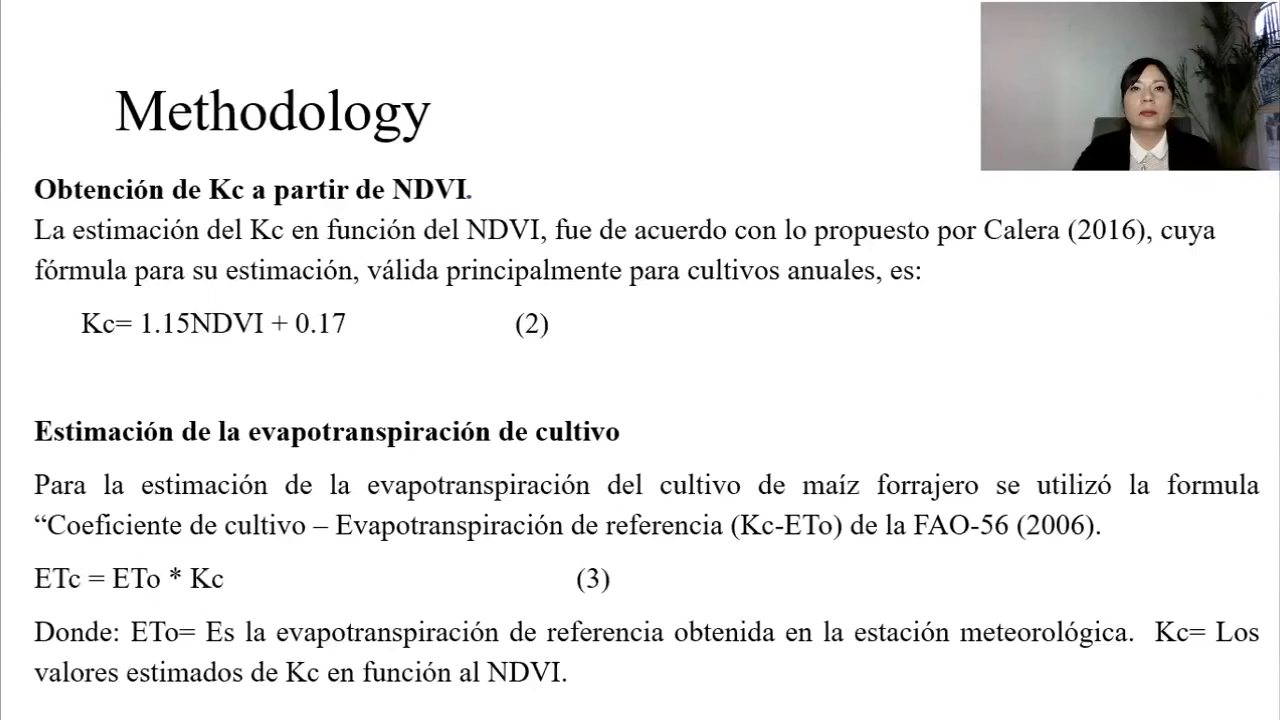 Methodology
Obtención de Kc a partir de NDVI.
La estimación del Kc en función del NDVI, fue de acuerdo con lo propuesto por Calera (2016), cuya
fórmula para su estimación, válida principalmente para cultivos anuales, es:
Kc= 1.15NDVI + 0.17 (2)
Estimación de la evapotranspiración de cultivo
Para la estimación de la evapotranspiración del cultivo de maíz forrajero se utilizó la formula
“Coeficiente de cultivo – Evapotranspiración de referencia (Kc-ETo) de la FAO-56 (2006).
ETc = ETo * Kc (3)
Donde: ETo= Es la evapotranspiración de referencia obtenida en la estación meteorológica. Kc= Los
valores estimados de Kc en función al NDVI.